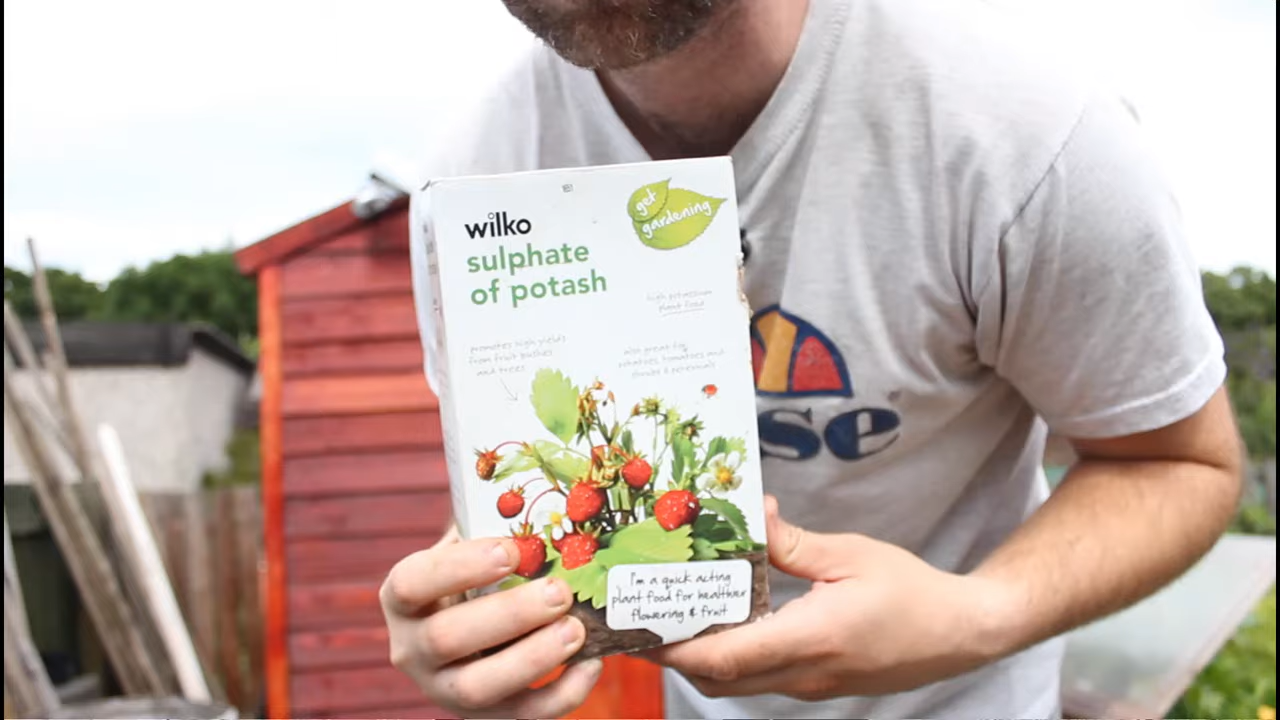 wilko
sulphate
of potash
get
gardening
high potassium
plant food
promotes high yields
from fruit bushes
and trees
also great for
potatoes, tomatoes and
shrubs & perennials
I'm a quick acting
plant food for healthier
flowering & fruit
se